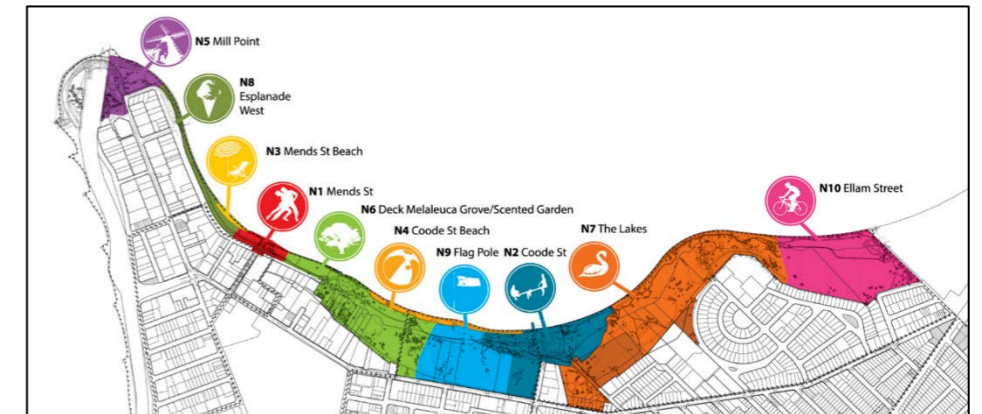 N5 Mill Point
N8
Esplanade
West
N3 Mends St Beach
N1 Mends St
N6 Deck Melaleuca Grove/Scented Garden
N4 Coode St Beach
N9 Flag Pole
N2 Coode St
N7 The Lakes
N10 Ellam Street